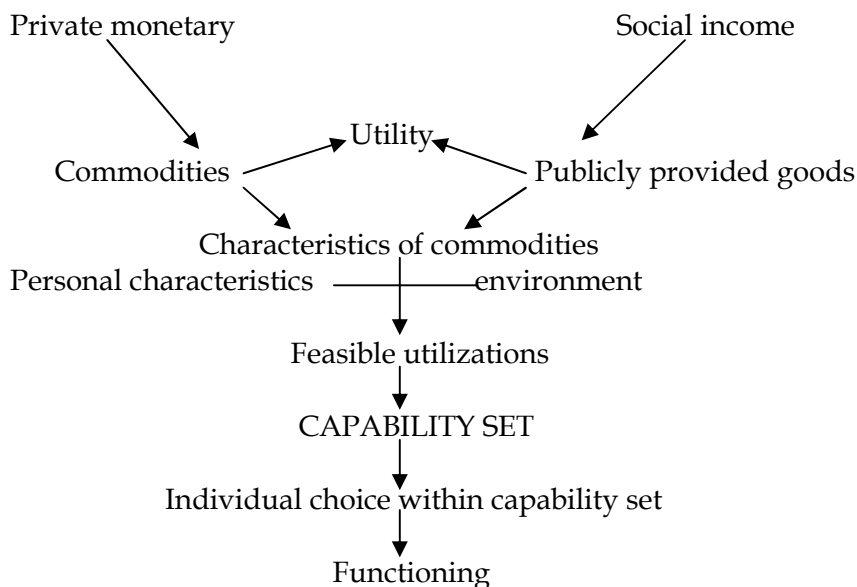 Private monetary
Social income
Utility
Commodities
Publicly provided goods
Characteristics of commodities
Personal characteristics
environment
Feasible utilizations
CAPABILITY SET
Individual choice within capability set
Functioning